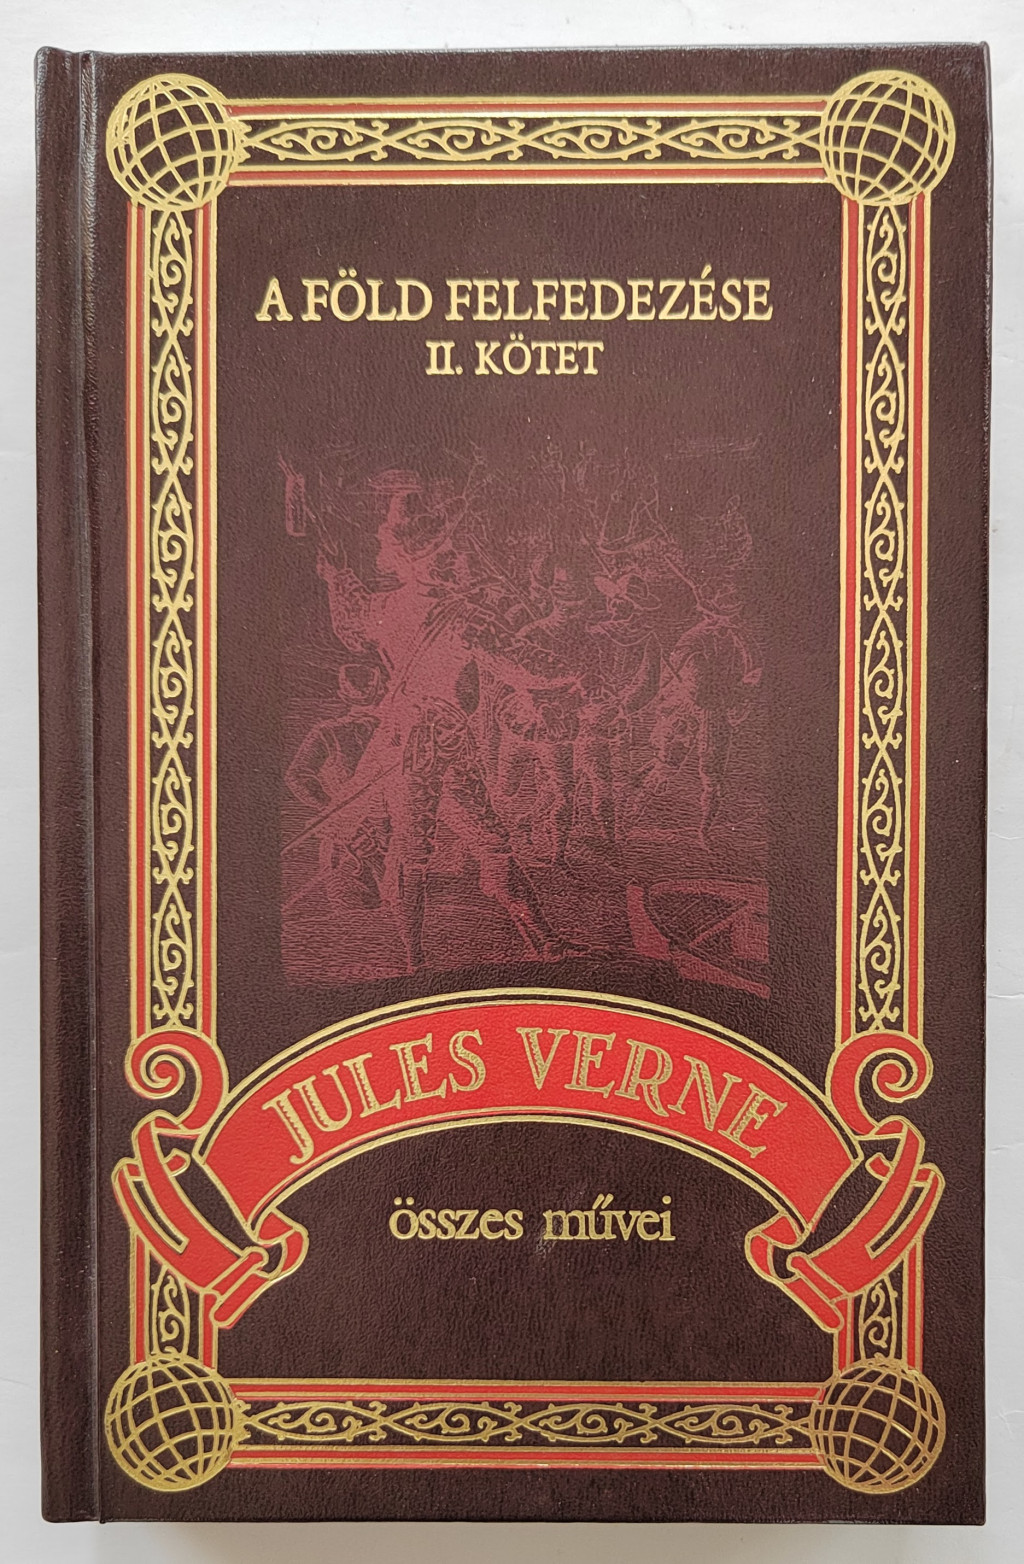 A FÖLD FELFEDEZÉSE
II. KÖTET
JULES VERNE
összes művei